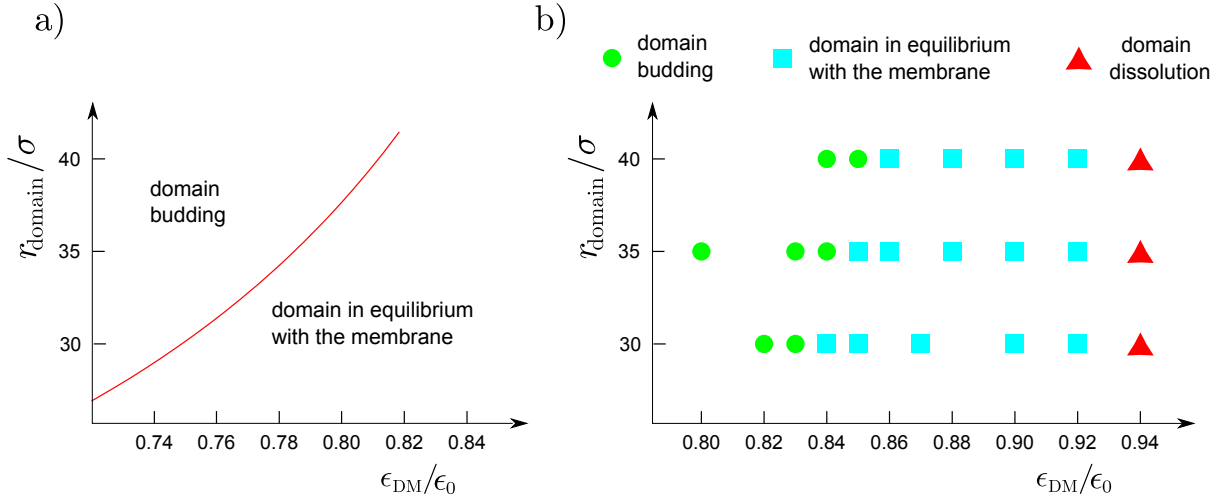 a)
r_domain/σ
40
35
30
domain
budding
domain in equilibrium
with the membrane
0.74 0.76 0.78 0.80 0.82 0.84
ϵ_DM/ϵ_0
b)
domain
budding
domain in equilibrium
with the membrane
domain
dissolution
r_domain/σ
40
35
30
0.80 0.82 0.84 0.86 0.88 0.90 0.92 0.94
ϵ_DM/ϵ_0